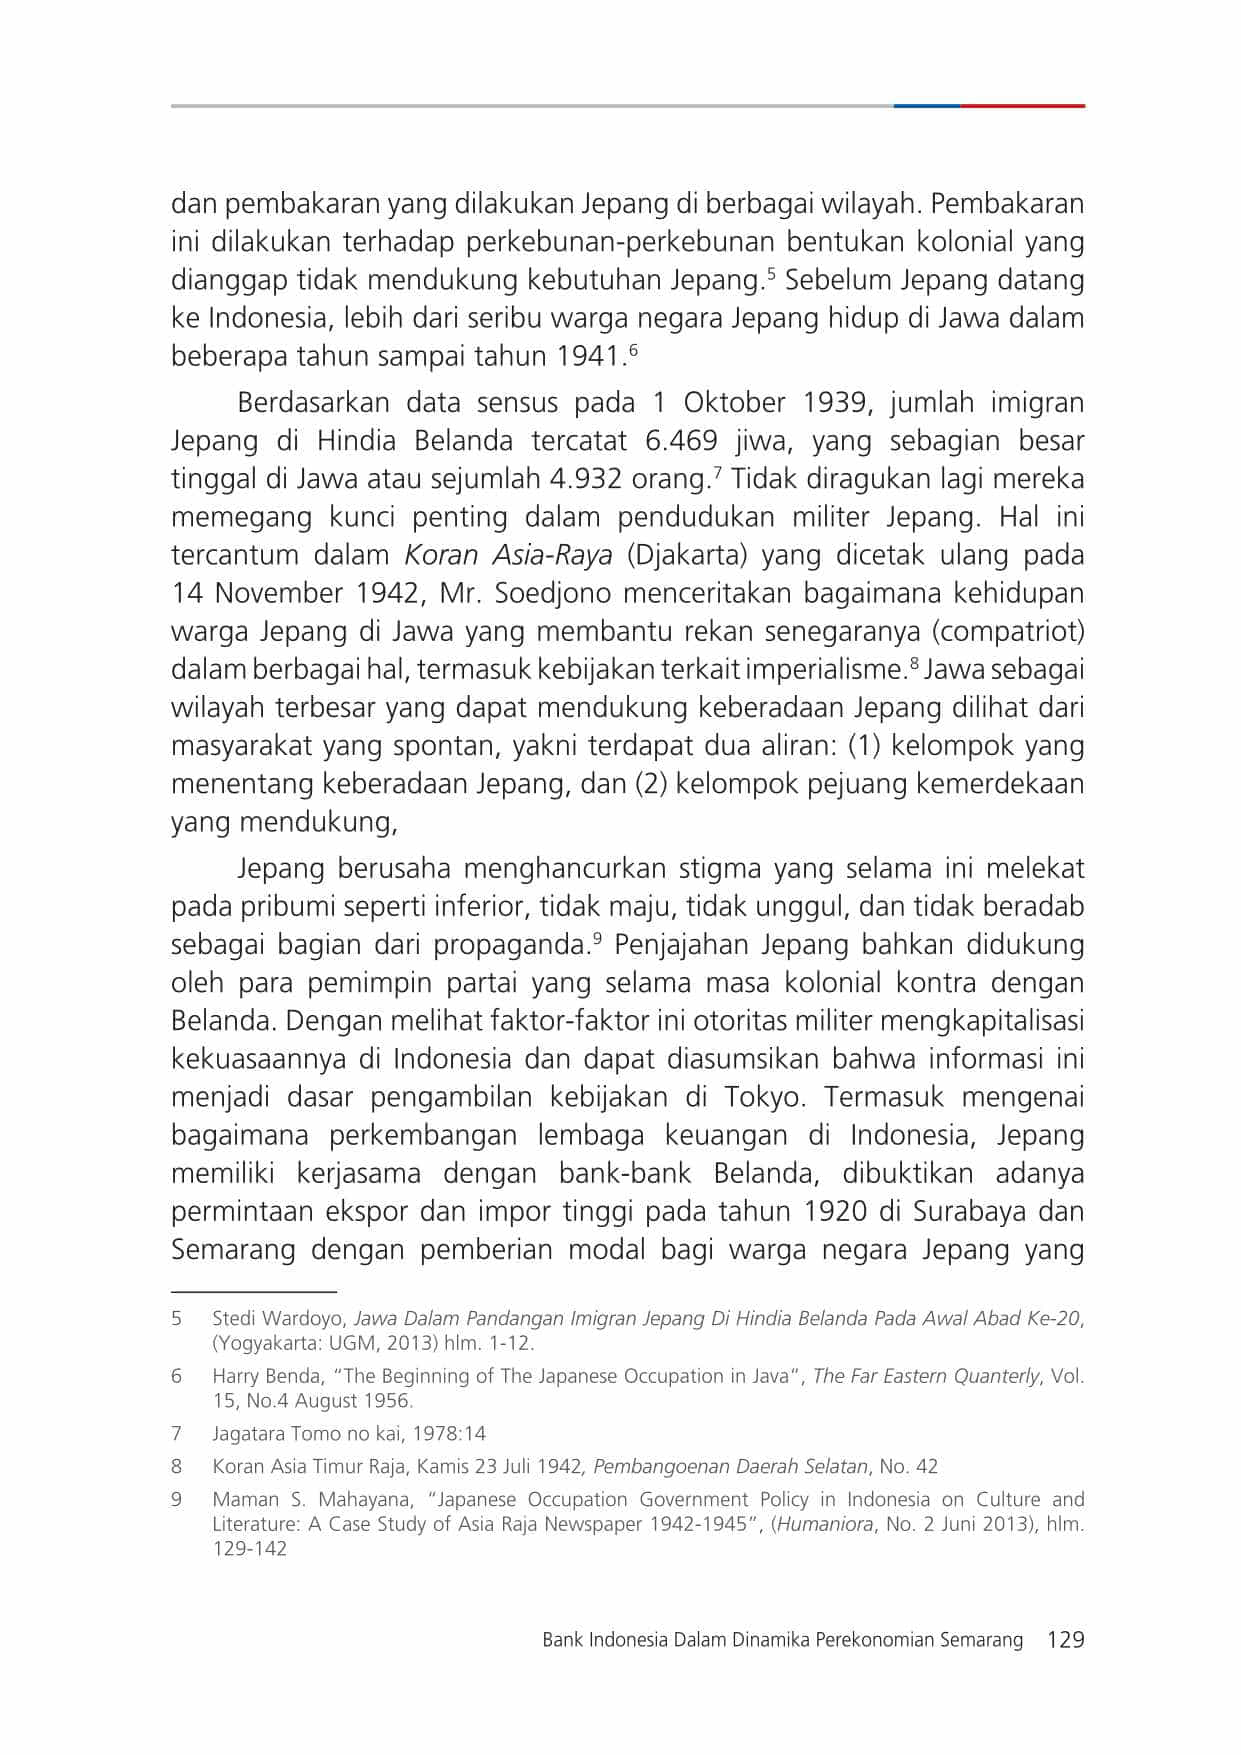 dan pembakaran yang dilakukan Jepang di berbagai wilayah. Pembakaran
ini dilakukan terhadap perkebunan-perkebunan bentukan kolonial yang
dianggap tidak mendukung kebutuhan Jepang.5 Sebelum Jepang datang
ke Indonesia, lebih dari seribu warga negara Jepang hidup di Jawa dalam
beberapa tahun sampai tahun 1941.6
Berdasarkan data sensus pada 1 Oktober 1939, jumlah imigran
Jepang di Hindia Belanda tercatat 6.469 jiwa, yang sebagian besar
tinggal di Jawa atau sejumlah 4.932 orang.7 Tidak diragukan lagi mereka
memegang kunci penting dalam pendudukan militer Jepang. Hal ini
tercantum dalam Koran Asia-Raya (Djakarta) yang dicetak ulang pada
14 November 1942, Mr. Soedjono menceritakan bagaimana kehidupan
warga Jepang di Jawa yang membantu rekan senegaranya (compatriot)
dalam berbagai hal, termasuk kebijakan terkait imperialisme.8 Jawa sebagai
wilayah terbesar yang dapat mendukung keberadaan Jepang dilihat dari
masyarakat yang spontan, yakni terdapat dua aliran: (1) kelompok yang
menentang keberadaan Jepang, dan (2) kelompok pejuang kemerdekaan
yang mendukung,
Jepang berusaha menghancurkan stigma yang selama ini melekat
pada pribumi seperti inferior, tidak maju, tidak unggul, dan tidak beradab
sebagai bagian dari propaganda.9 Penjajahan Jepang bahkan didukung
oleh para pemimpin partai yang selama masa kolonial kontra dengan
Belanda. Dengan melihat faktor-faktor ini otoritas militer mengkapitalisasi
kekuasaannya di Indonesia dan dapat diasumsikan bahwa informasi ini
menjadi dasar pengambilan kebijakan di Tokyo. Termasuk mengenai
bagaimana perkembangan lembaga keuangan di Indonesia, Jepang
memiliki kerjasama dengan bank-bank Belanda, dibuktikan adanya
permintaan ekspor dan impor tinggi pada tahun 1920 di Surabaya dan
Semarang dengan pemberian modal bagi warga negara Jepang yang
5 Stedi Wardoyo, Jawa Dalam Pandangan Imigran Jepang Di Hindia Belanda Pada Awal Abad Ke-20,
(Yogyakarta: UGM, 2013) hlm. 1-12.
6 Harry Benda, “The Beginning of The Japanese Occupation in Java”, The Far Eastern Quanterly, Vol.
15, No.4 August 1956.
7 Jagatara Tomo no kai, 1978:14
8 Koran Asia Timur Raja, Kamis 23 Juli 1942, Pembangoenan Daerah Selatan, No. 42
9 Maman S. Mahayana, “Japanese Occupation Government Policy in Indonesia on Culture and
Literature: A Case Study of Asia Raja Newspaper 1942-1945”, (Humaniora, No. 2 Juni 2013), hlm.
129-142
Bank Indonesia Dalam Dinamika Perekonomian Semarang 129